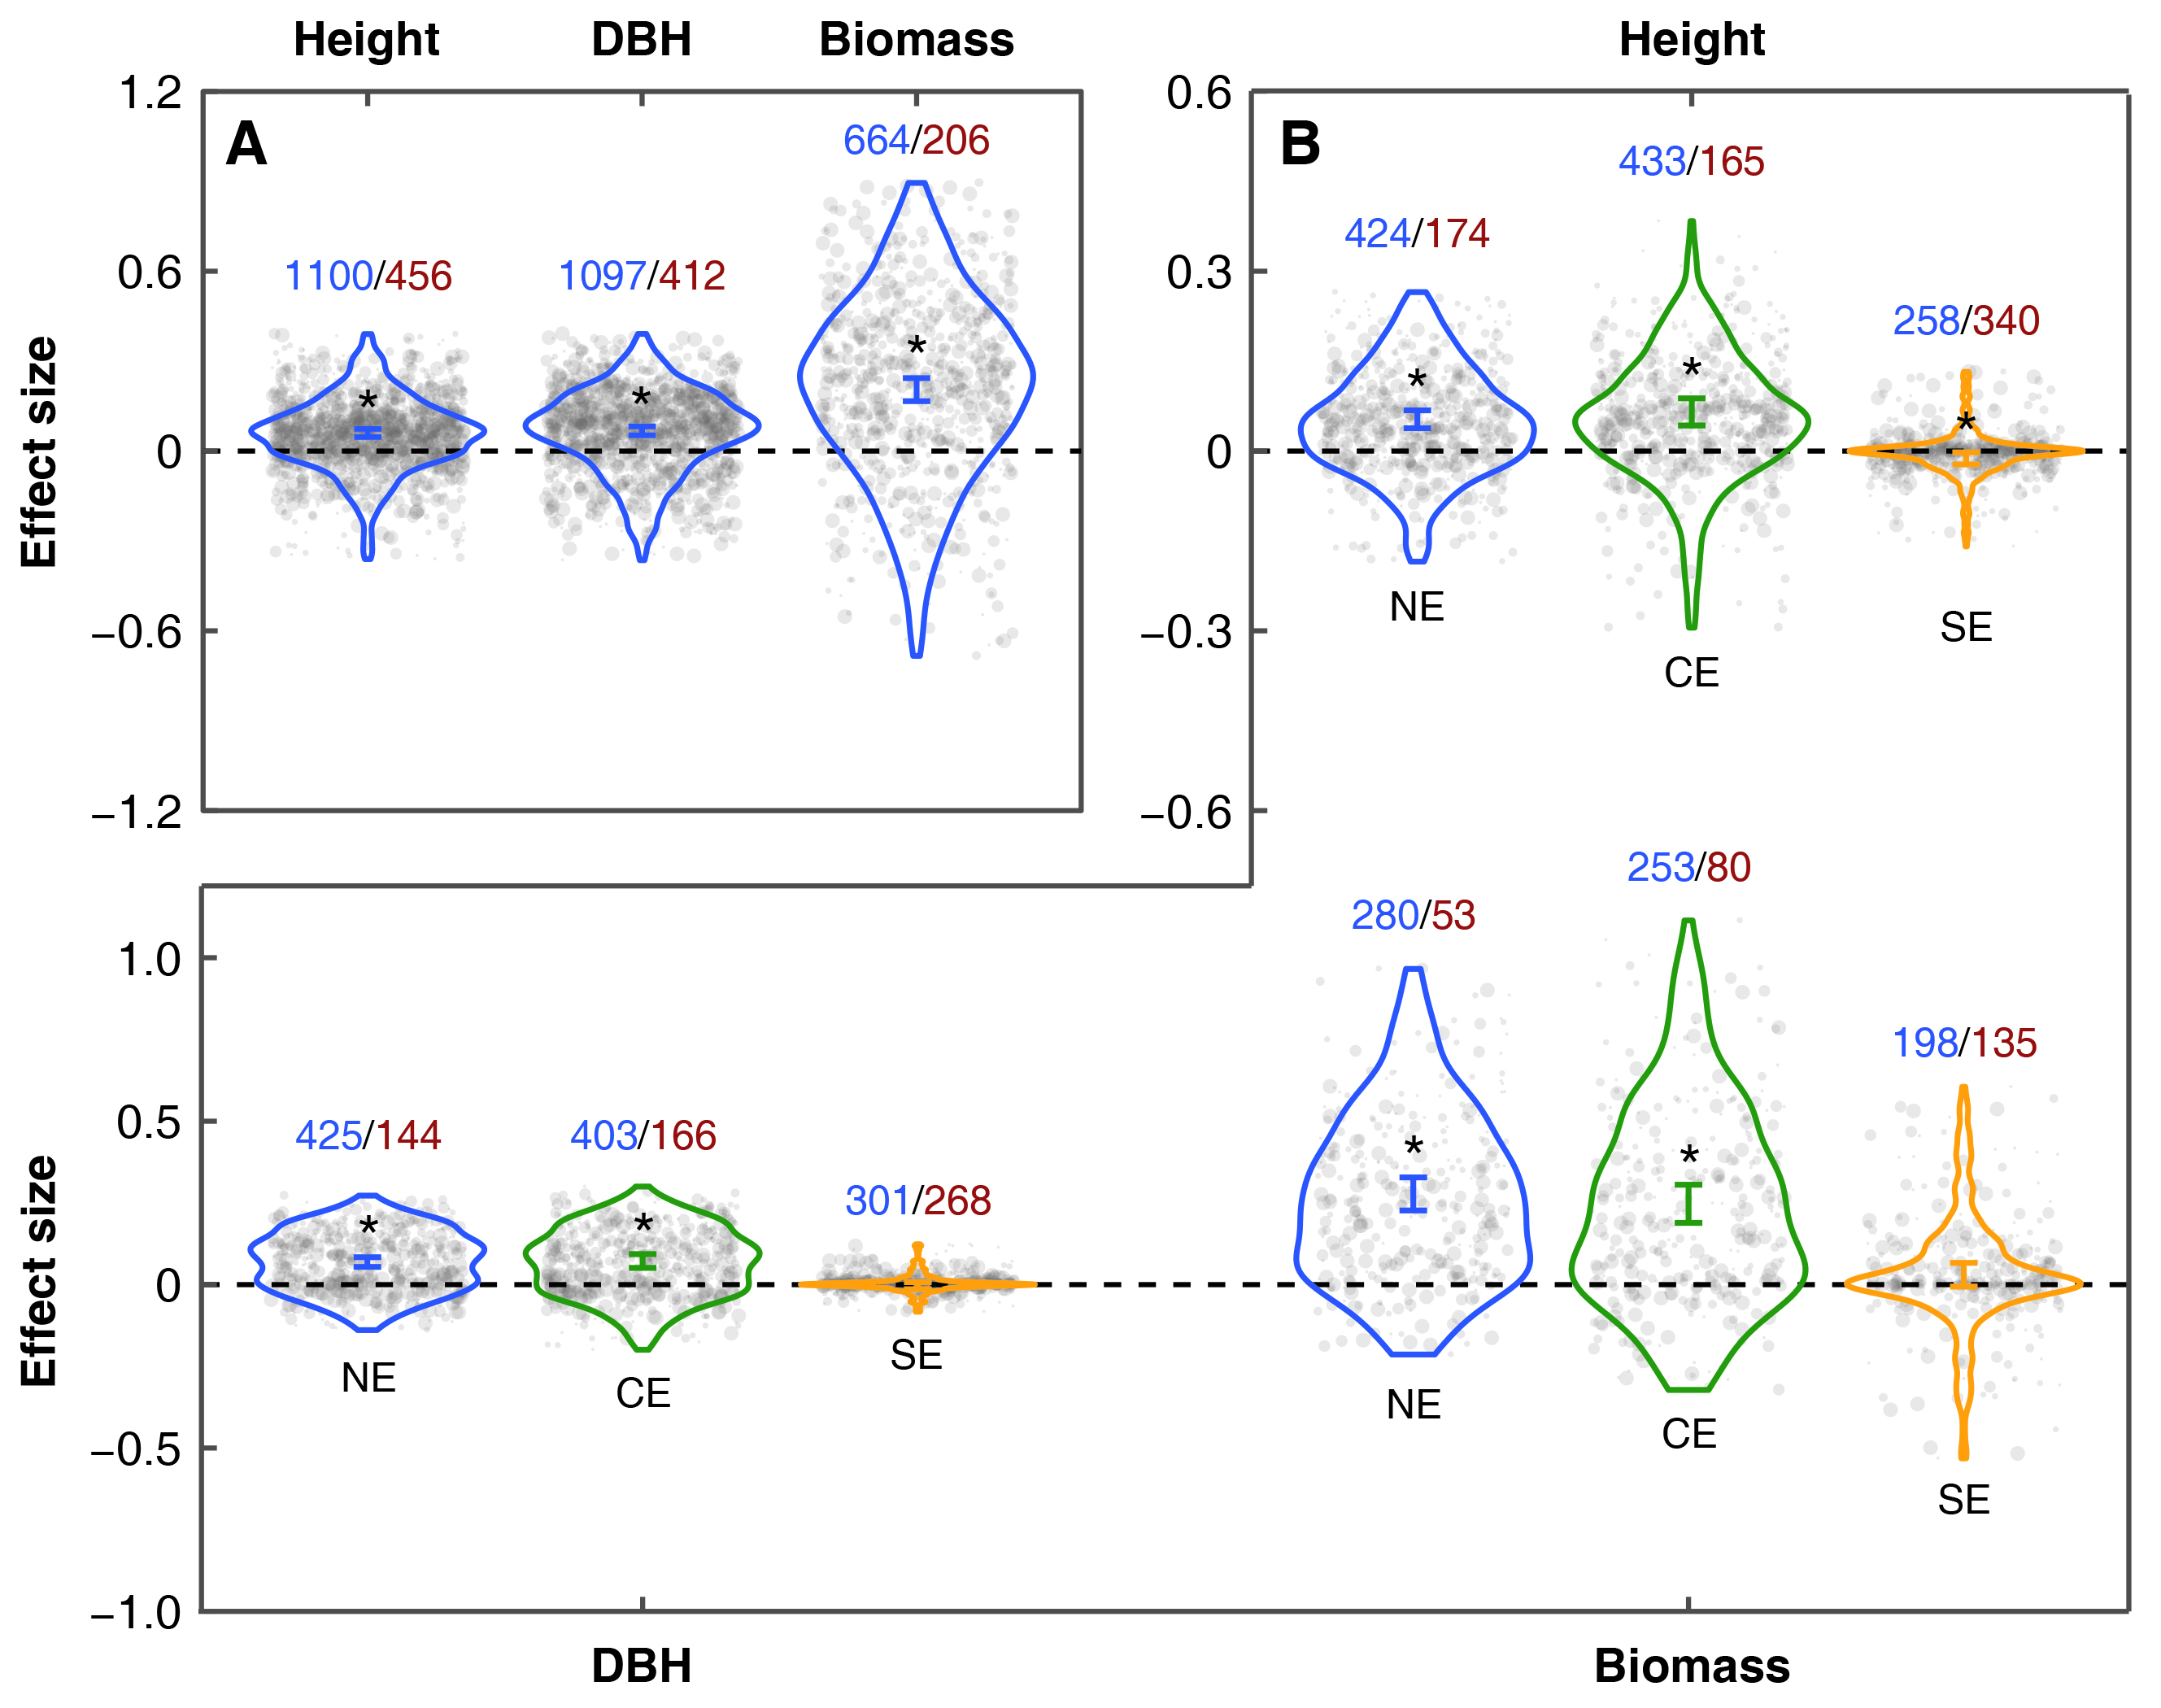 Height DBH Biomass
A
1.2
0.6
0
−0.6
−1.2
Effect size
1100/456
*
1097/412
*
664/206
*
Height
B
0.6
0.3
0
−0.3
−0.6
424/174
*
NE
433/165
*
CE
258/340
*
SE
Effect size
1.0
0.5
0
−0.5
−1.0
425/144
*
NE
403/166
*
CE
301/268
SE
DBH
280/53
*
NE
253/80
*
CE
198/135
SE
Biomass